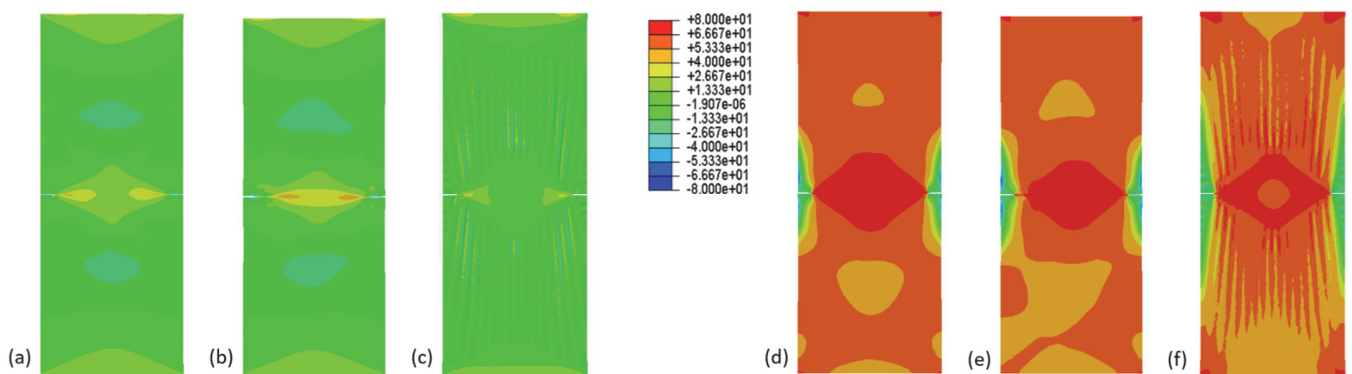 +8.000e+01
+6.667e+01
+5.333e+01
+4.000e+01
+2.667e+01
+1.333e+01
-1.907e-06
-1.333e+01
-2.667e+01
-4.000e+01
-5.333e+01
-6.667e+01
-8.000e+01
(a) (b) (c) (d) (e) (f)